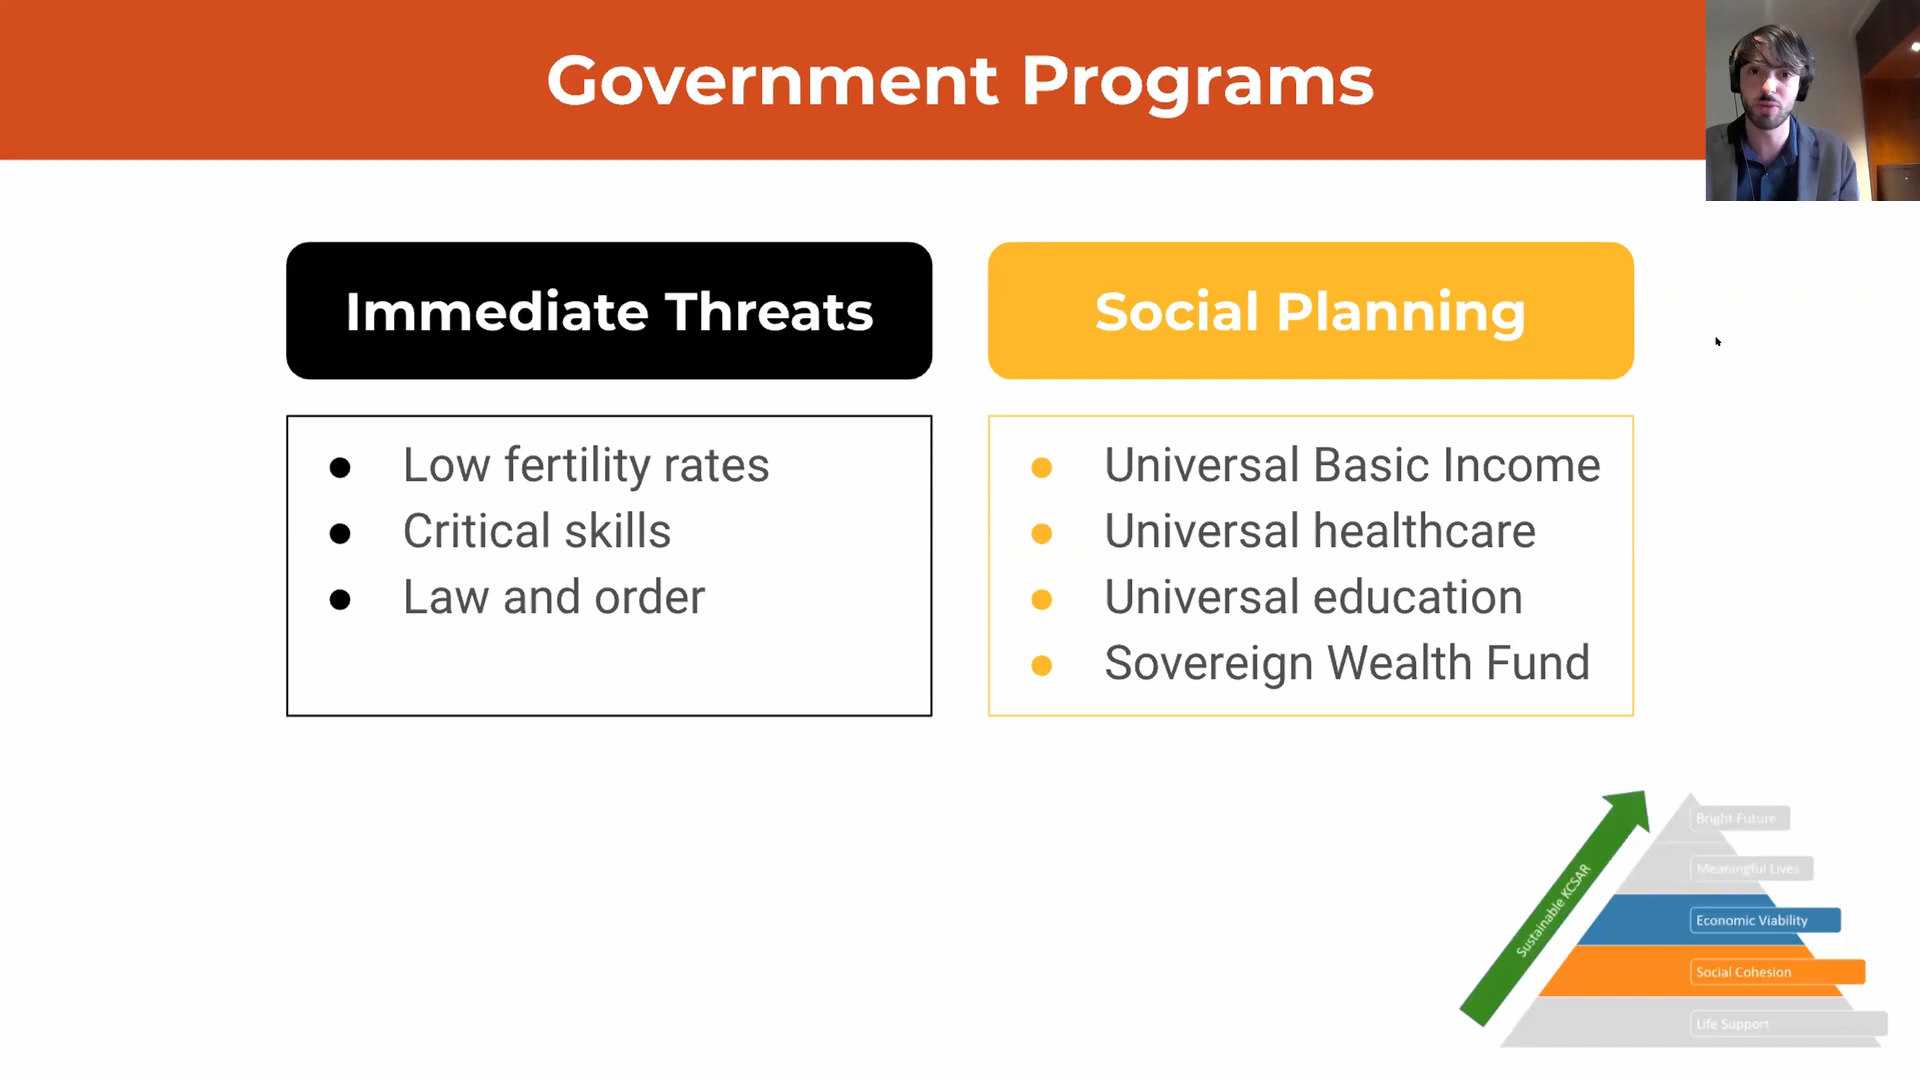 Government Programs
Immediate Threats
Low fertility rates
Critical skills
Law and order
Social Planning
Universal Basic Income
Universal healthcare
Universal education
Sovereign Wealth Fund
Sustainable KCSAR
Bright Future
Meaningful Lives
Economic Viability
Social Cohesion
Life Support